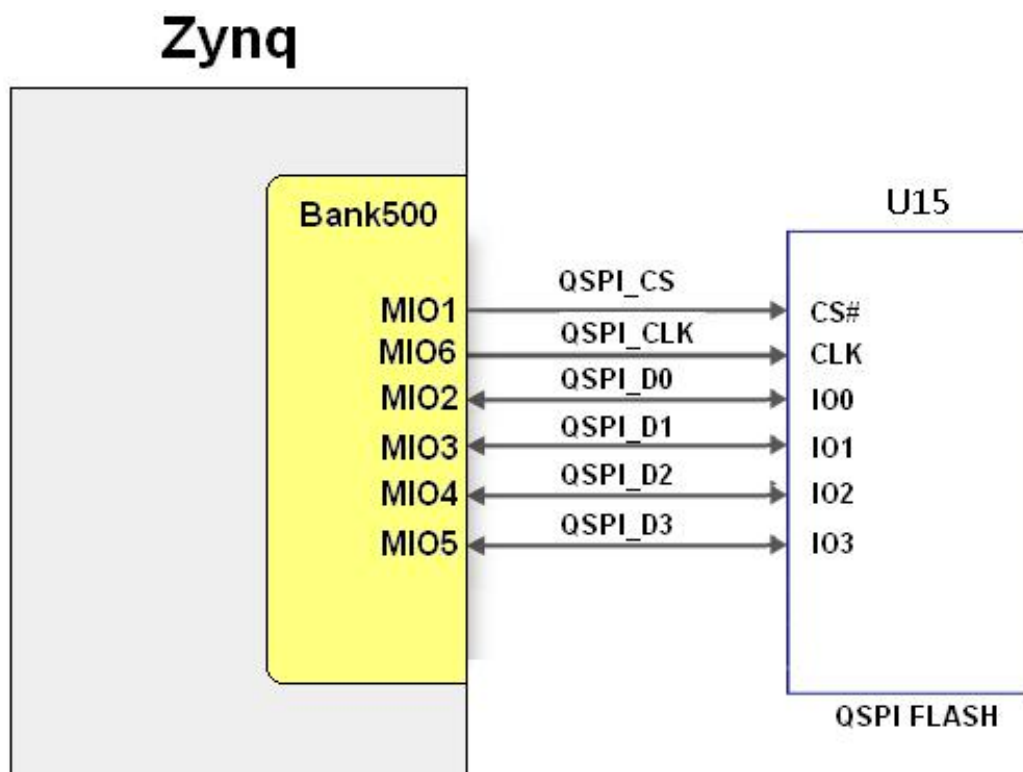 Zynq
Bank500
U15
MIO1 QSPI_CS CS#
MIO6 QSPI_CLK CLK
MIO2 QSPI_D0 IO0
MIO3 QSPI_D1 IO1
MIO4 QSPI_D2 IO2
MIO5 QSPI_D3 IO3
QSPI FLASH